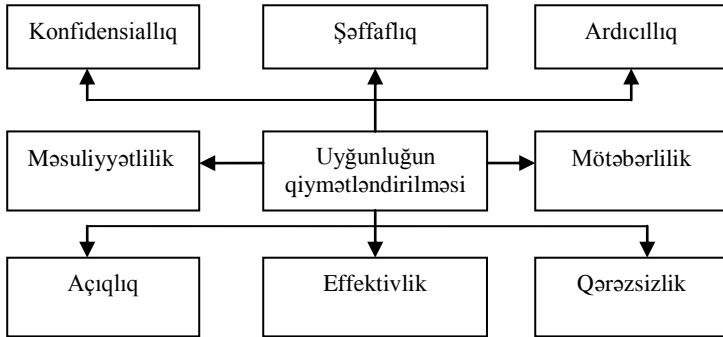 Konfidensiallıq
Şəffaflıq
Ardıcıllıq
Məsuliyyətlilik
Uyğunluğun
qiymətləndirilməsi
Mötəbərlilik
Açıqlıq
Effektivlik
Qərəzsizlik